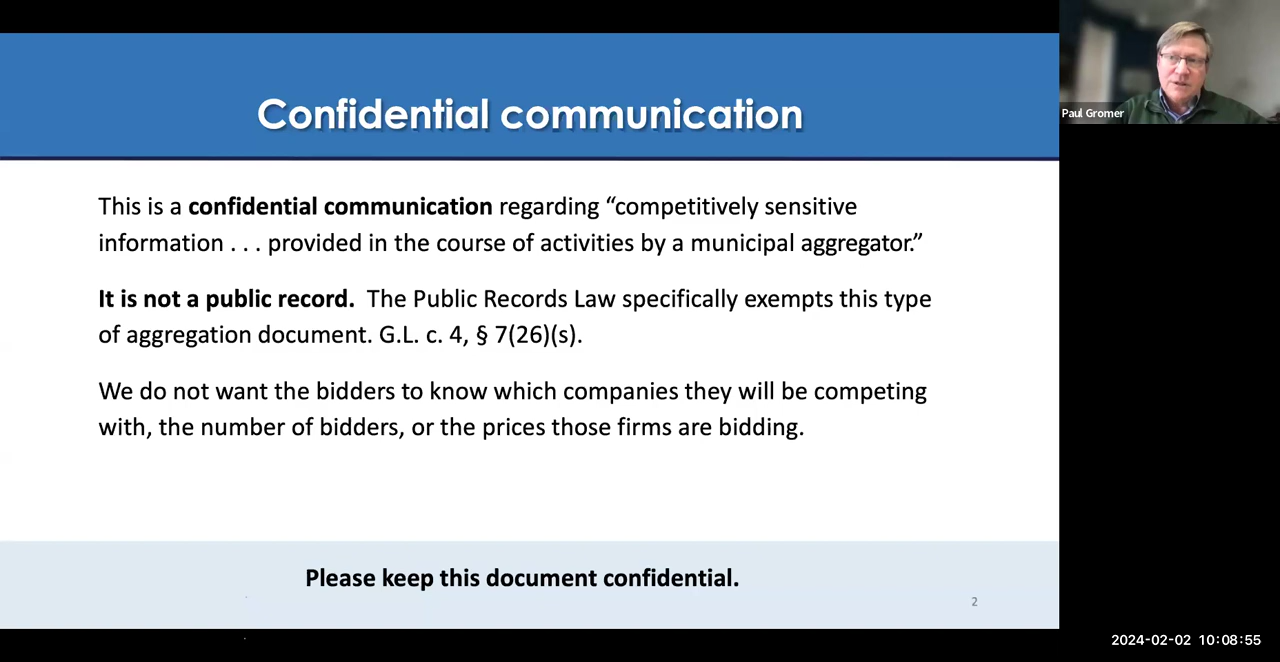 Confidential communication
Paul Gromer
This is a confidential communication regarding “competitively sensitive
information . . . provided in the course of activities by a municipal aggregator.”
It is not a public record.  The Public Records Law specifically exempts this type
of aggregation document. G.L. c. 4, § 7(26)(s).
We do not want the bidders to know which companies they will be competing
with, the number of bidders, or the prices those firms are bidding.
Please keep this document confidential.
2
2024-02-02 10:08:55